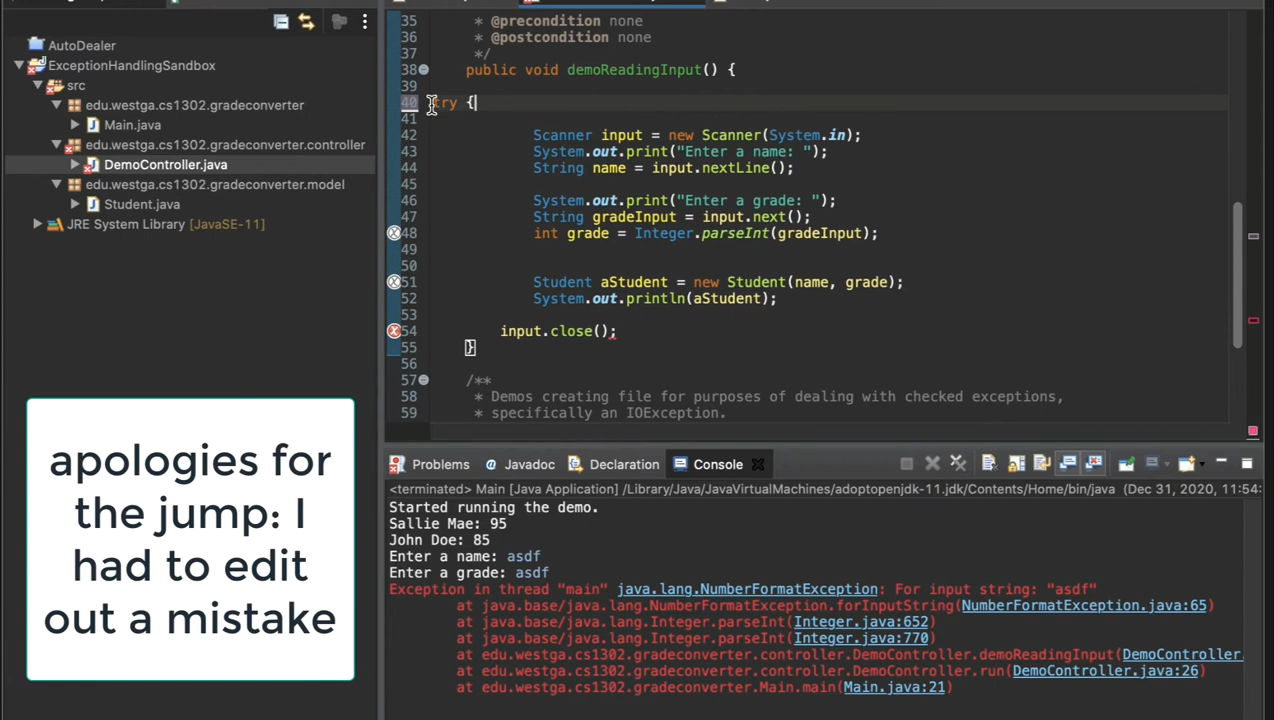 AutoDealer
ExceptionHandlingSandbox
src
edu.westga.cs1302.gradeconverter
Main.java
edu.westga.cs1302.gradeconverter.controller
DemoController.java
edu.westga.cs1302.gradeconverter.model
Student.java
JRE System Library [JavaSE-11]
35 * @precondition none
36 * @postcondition none
37 */
38 public void demoReadingInput() {
39
40 try {
41
42 Scanner input = new Scanner(System.in);
43 System.out.print("Enter a name: ");
44 String name = input.nextLine();
45
46 System.out.print("Enter a grade: ");
47 String gradeInput = input.next();
48 int grade = Integer.parseInt(gradeInput);
49
50
51 Student aStudent = new Student(name, grade);
52 System.out.println(aStudent);
53
54 input.close();
55 }
56
57 /**
58 * Demos creating file for purposes of dealing with checked exceptions,
59 * specifically an IOException.
apologies for
the jump: I
had to edit
out a mistake
Problems @ Javadoc Declaration Console
<terminated> Main [Java Application] /Library/Java/JavaVirtualMachines/adoptopenjdk-11.jdk/Contents/Home/bin/java (Dec 31, 2020, 11:54:
Started running the demo.
Sallie Mae: 95
John Doe: 85
Enter a name: asdf
Enter a grade: asdf
Exception in thread "main" java.lang.NumberFormatException: For input string: "asdf"
at java.base/java.lang.NumberFormatException.forInputString(NumberFormatException.java:65)
at java.base/java.lang.Integer.parseInt(Integer.java:652)
at java.base/java.lang.Integer.parseInt(Integer.java:770)
at edu.westga.cs1302.gradeconverter.controller.DemoController.demoReadingInput(DemoController.
at edu.westga.cs1302.gradeconverter.controller.DemoController.run(DemoController.java:26)
at edu.westga.cs1302.gradeconverter.Main.main(Main.java:21)